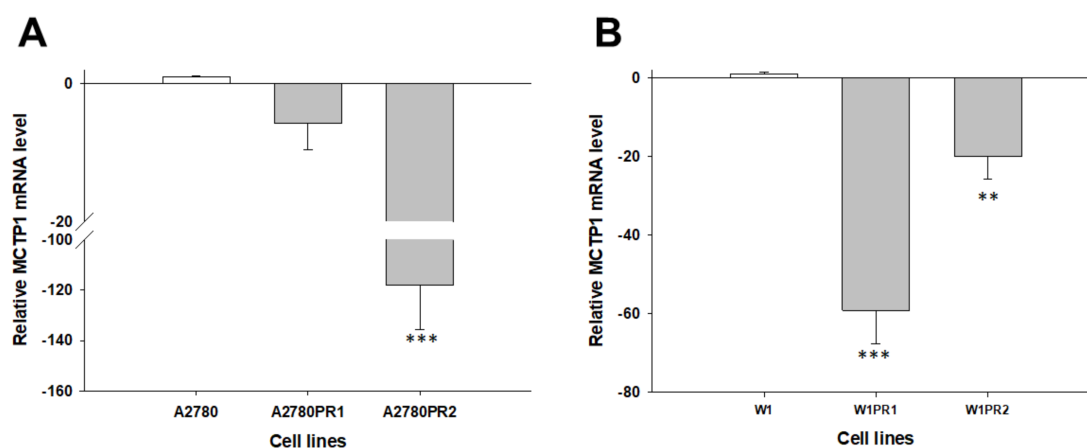 A
Relative MCTP1 mRNA level
0
-20
-100
-120
-140
-160
***
A2780 A2780PR1 A2780PR2
Cell lines
B
Relative MCTP1 mRNA level
0
-20
-40
-60
-80
***
**
W1 W1PR1 W1PR2
Cell lines